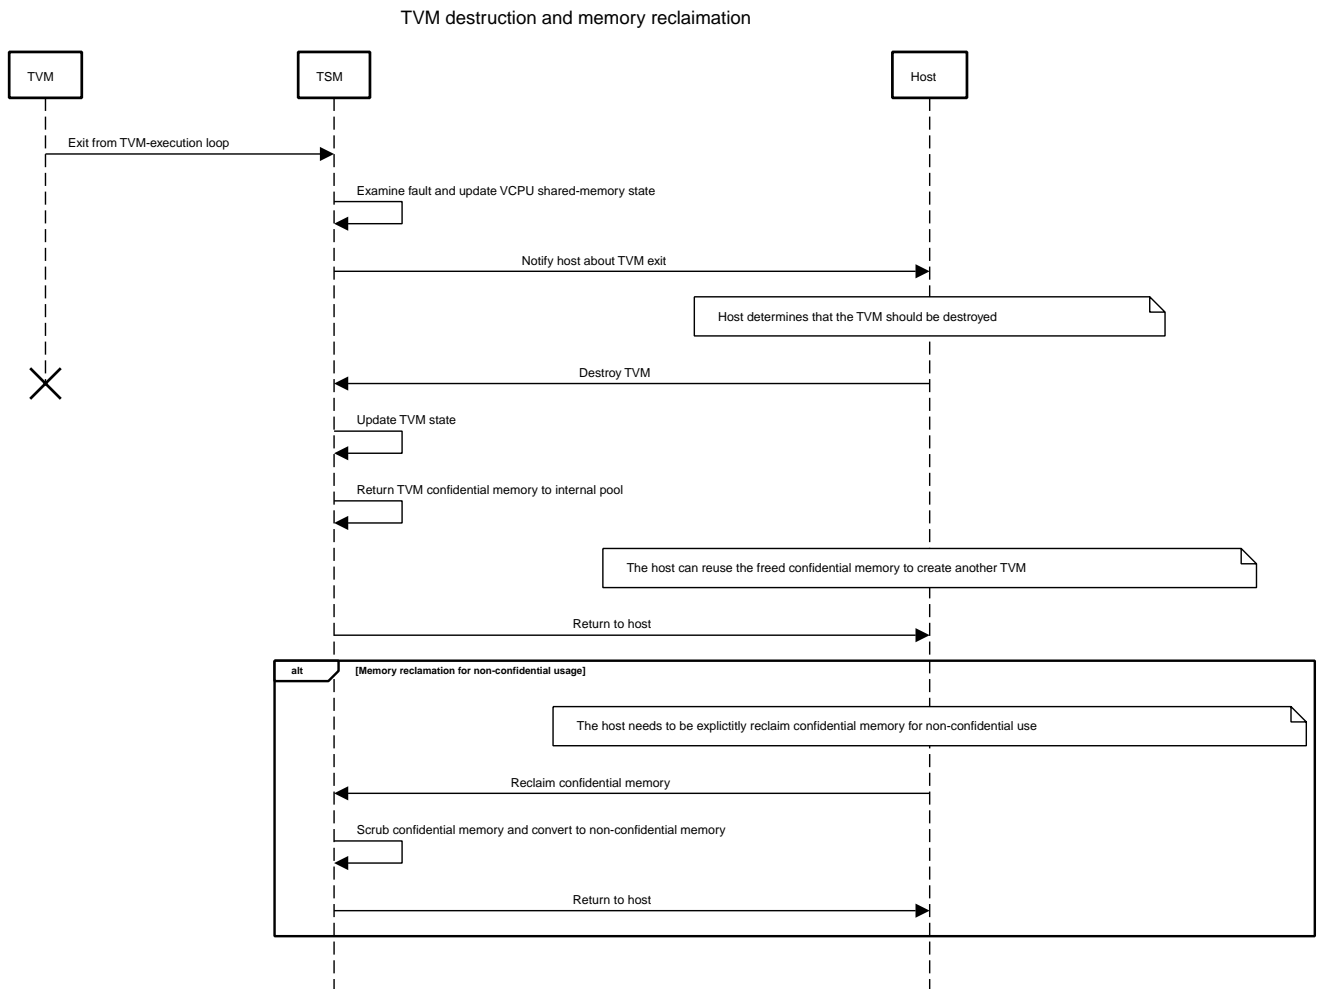 TVM destruction and memory reclaimation
TVM
TSM
Host
Exit from TVM-execution loop
Examine fault and update VCPU shared-memory state
Notify host about TVM exit
Host determines that the TVM should be destroyed
Destroy TVM
Update TVM state
Return TVM confidential memory to internal pool
The host can reuse the freed confidential memory to create another TVM
Return to host
alt
[Memory reclamation for non-confidential usage]
The host needs to be explictitly reclaim confidential memory for non-confidential use
Reclaim confidential memory
Scrub confidential memory and convert to non-confidential memory
Return to host